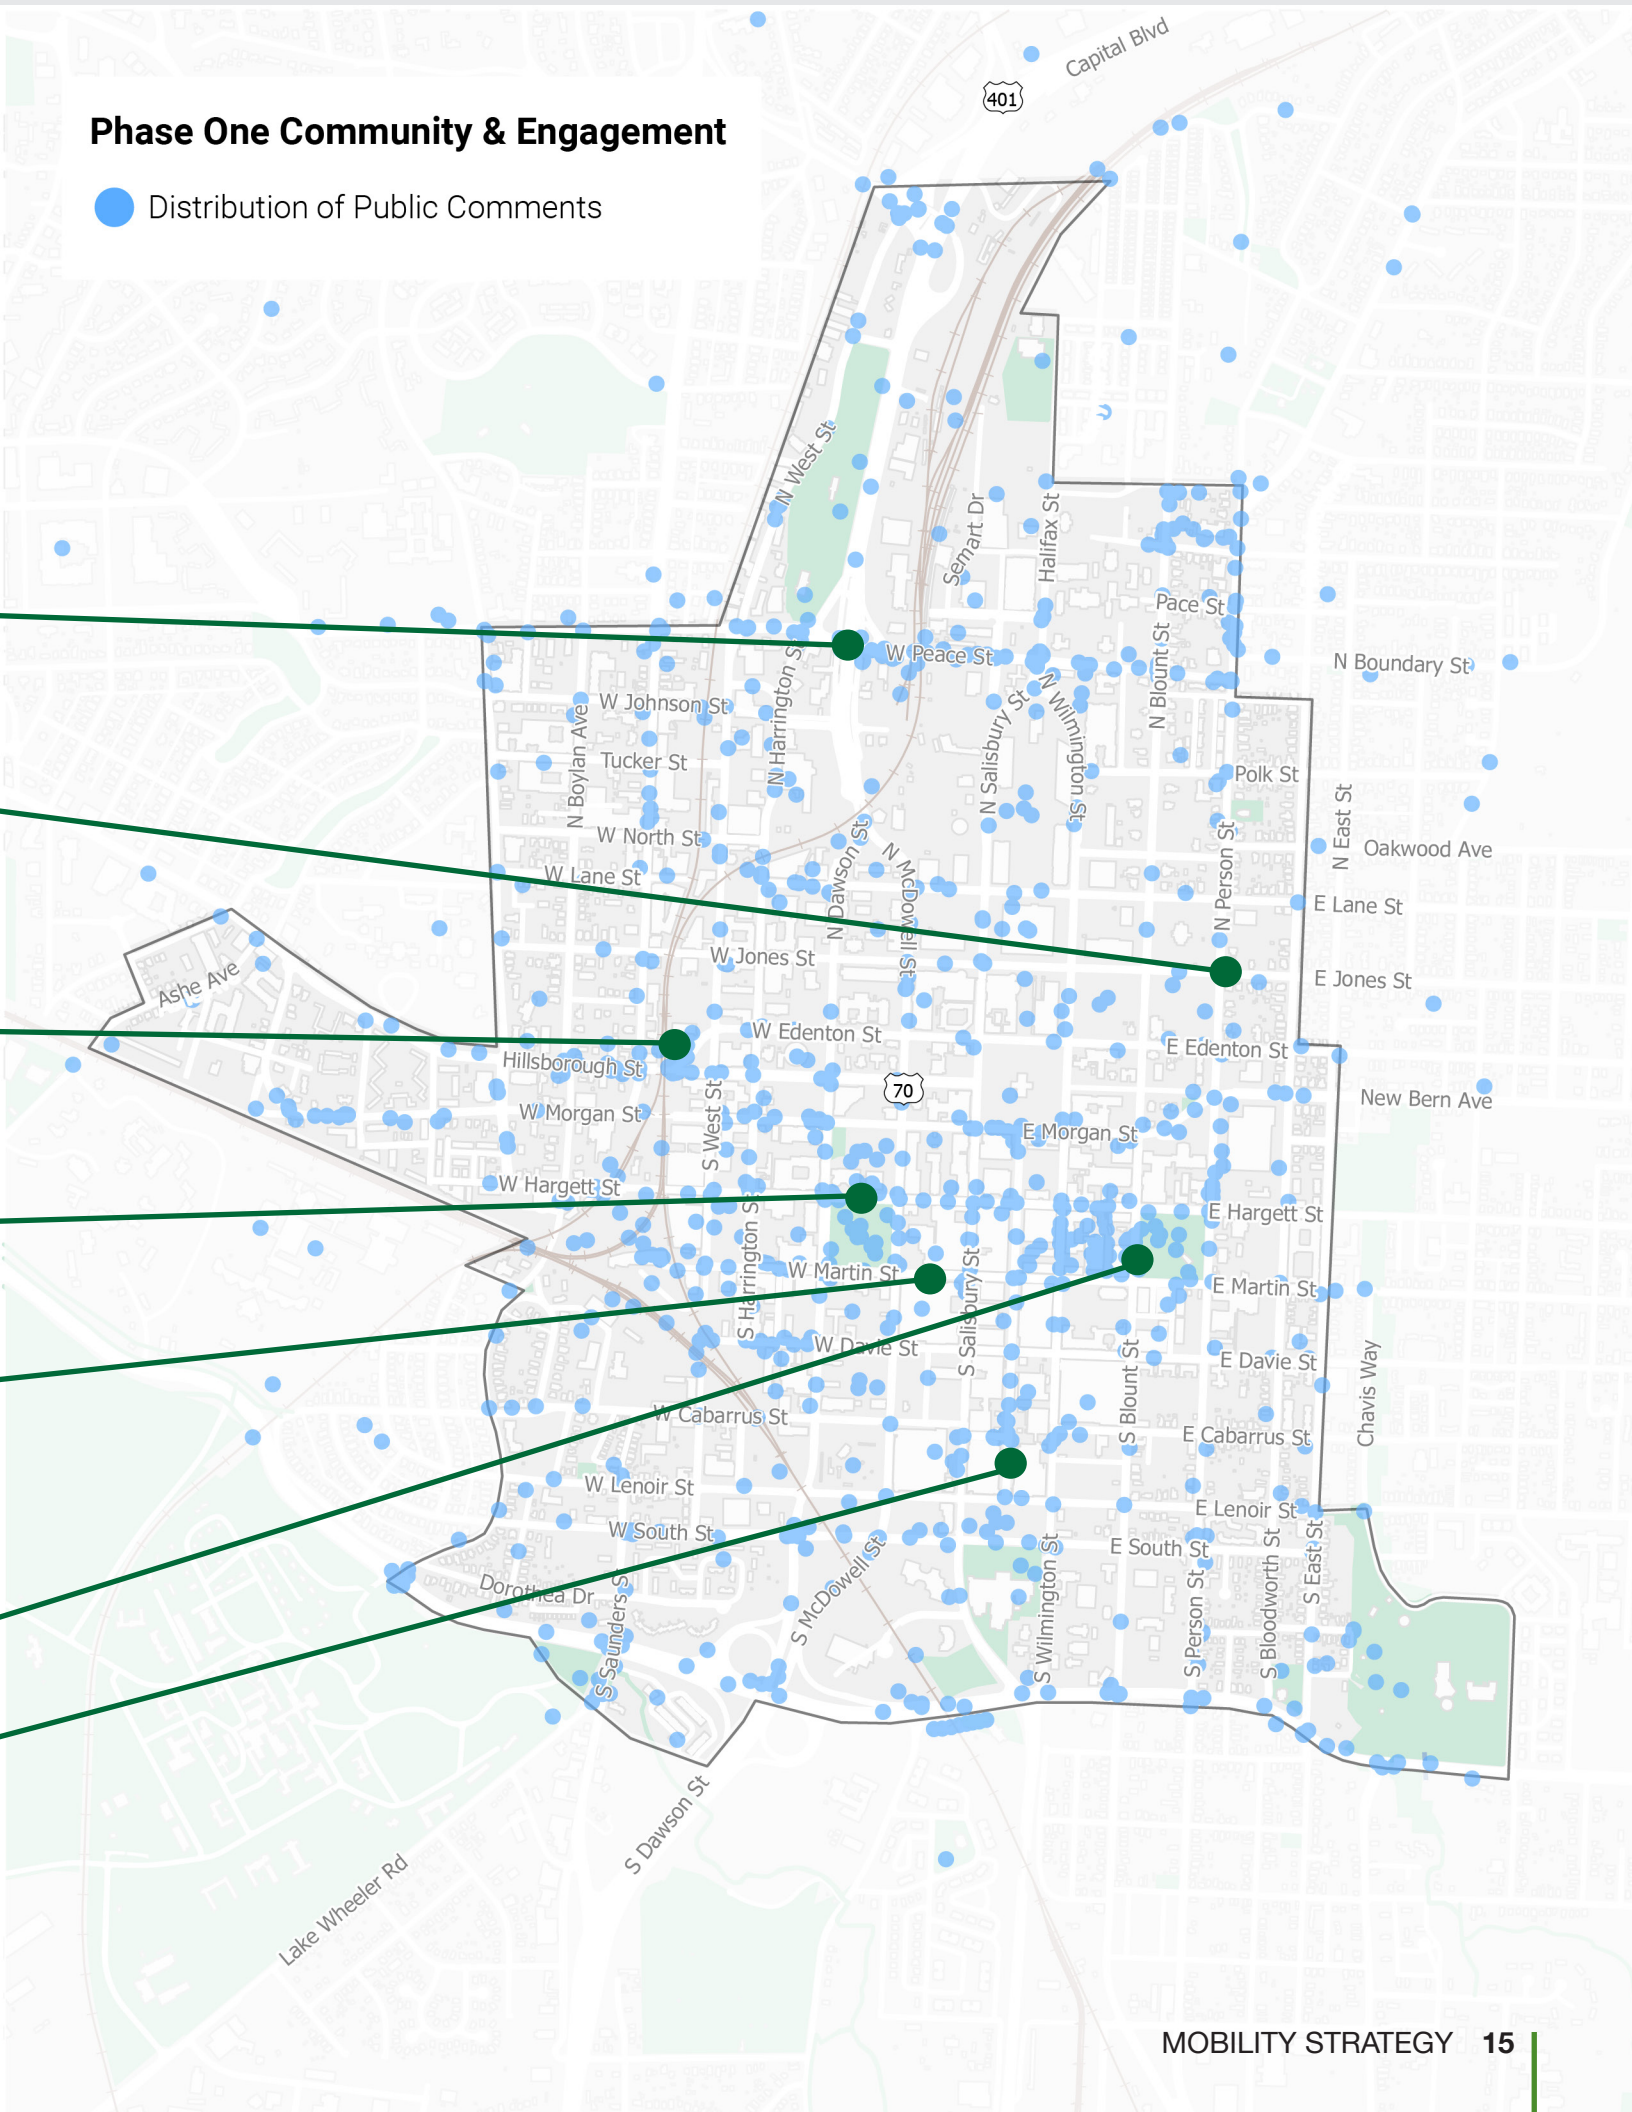 Capital Blvd
401
Phase One Community & Engagement
Distribution of Public Comments
N West St
Semart Dr
Halifax St
Pace St
W Peace St
N Blount St
N Boundary St
W Johnson St
N Boylan Ave
N Harrington St
N Salisbury St
N Wilmington St
Tucker St
Polk St
N East St
W North St
N Dawson St
N McDowell St
N Person St
Oakwood Ave
W Lane St
E Lane St
W Jones St
Ashe Ave
E Jones St
W Edenton St
E Edenton St
Hillsborough St
70
New Bern Ave
W Morgan St
S West St
E Morgan St
W Hargett St
E Hargett St
S Harrington St
W Martin St
S Salisbury St
E Martin St
W Davie St
E Davie St
S Blount St
Chavis Way
W Cabarrus St
E Cabarrus St
W Lenoir St
E Lenoir St
W South St
E South St
S McDowell St
S Wilmington St
S Person St
S Bloodworth St
S East St
Dorothea Dr
S Saunders St
S Dawson St
Lake Wheeler Rd
MOBILITY STRATEGY 15